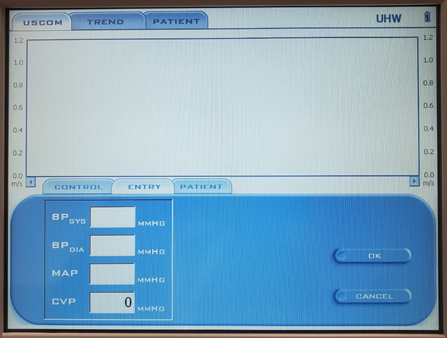 USCOM TREND PATIENT UHW
1.2 1.2
1.0 1.0
0.8 0.8
0.6 0.6
0.4 0.4
0.2 0.2
0.0 0.0
m/s m/s
CONTROL ENTRY PATIENT
BP SYS MMHG
BP DIA MMHG
OK
MAP MMHG
CANCEL
CVP 0 MMHG